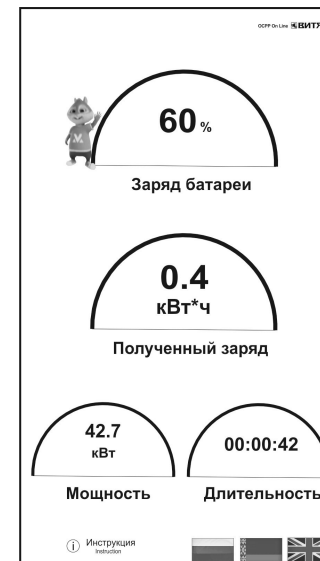 OCPP On Line ВИТЯ
60 %
Заряд батареи
0.4
кВт*ч
Полученный заряд
42.7
кВт
00:00:42
Мощность Длительность
i Инструкция
Instruction